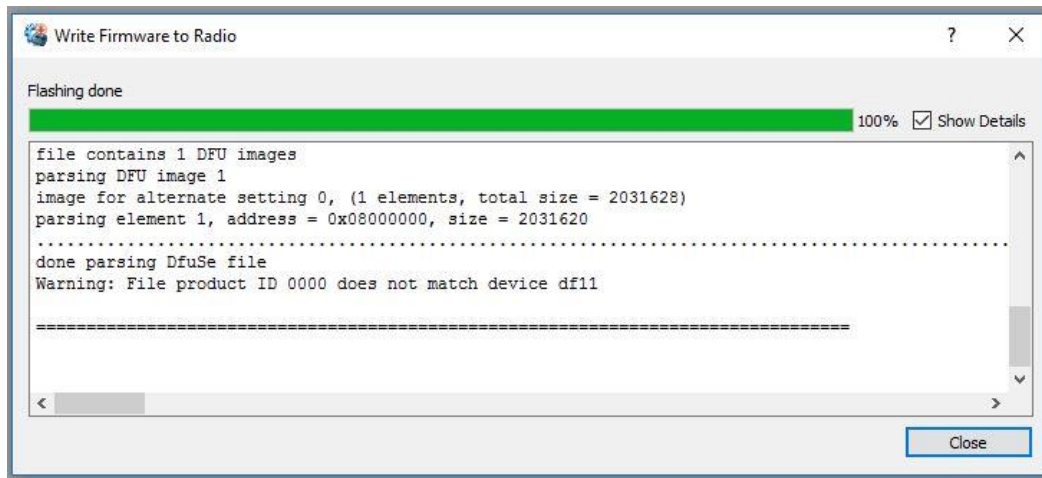 Write Firmware to Radio
?
Flashing done
100% Show Details
file contains 1 DFU images
parsing DFU image 1
image for alternate setting 0, (1 elements, total size = 2031628)
parsing element 1, address = 0x08000000, size = 2031620
................................................................................................
done parsing DfuSe file
Warning: File product ID 0000 does not match device df11
=================================================================================
Close